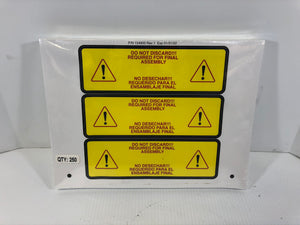 DO NOT DISCARD!!!
REQUIRED FOR FINAL
ASSEMBLY
NO DESECHAR!!!
REQUERIDO PARA EL
ENSAMBLAJE FINAL
DO NOT DISCARD!!!
REQUIRED FOR FINAL
ASSEMBLY
NO DESECHAR!!!
REQUERIDO PARA EL
ENSAMBLAJE FINAL
DO NOT DISCARD!!!
REQUIRED FOR FINAL
ASSEMBLY
NO DESECHAR!!!
REQUERIDO PARA EL
ENSAMBLAJE FINAL
QTY: 250